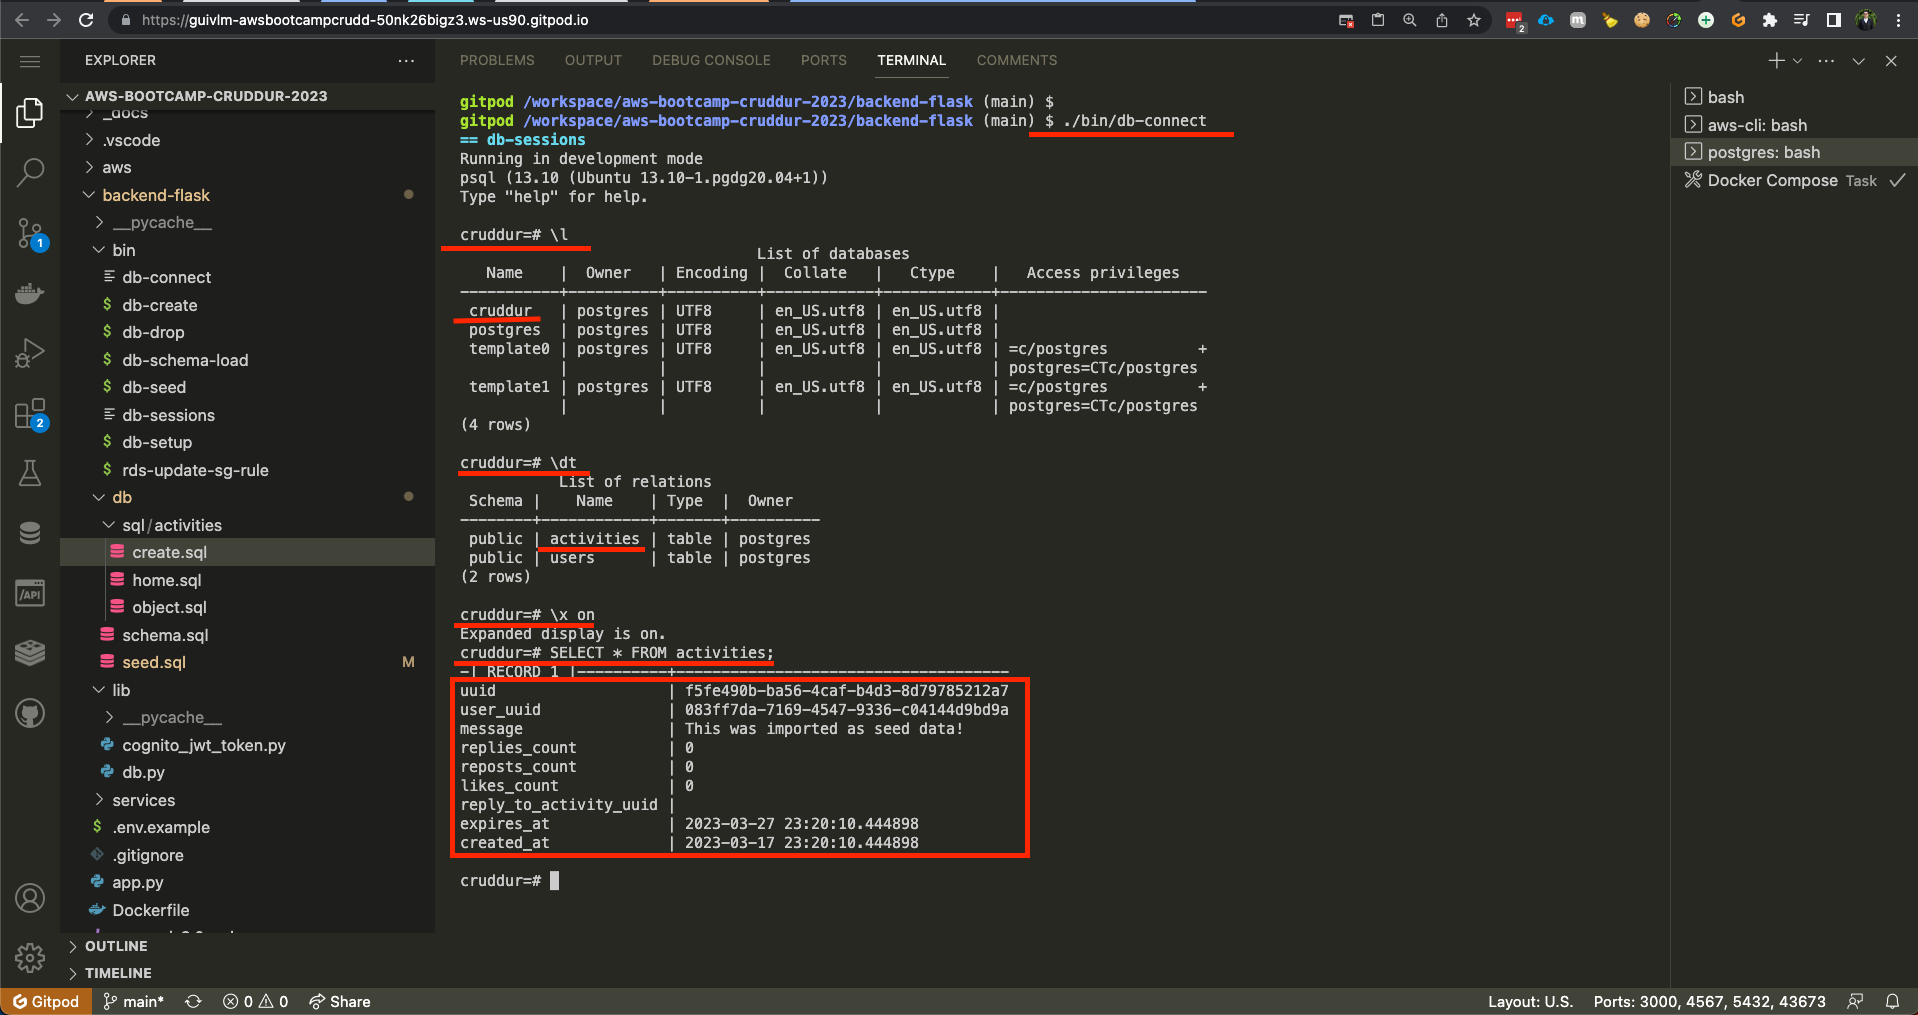 https://guivlm-awsbootcampcrudd-50nk26bigz3.ws-us90.gitpod.io
2
EXPLORER
AWS-BOOTCAMP-CRUDDUR-2023
_docs
.vscode
aws
backend-flask
__pycache__
bin
db-connect
db-create
db-drop
db-schema-load
db-seed
db-sessions
db-setup
rds-update-sg-rule
db
sql/activities
create.sql
home.sql
object.sql
schema.sql
seed.sql M
lib
__pycache__
cognito_jwt_token.py
db.py
services
.env.example
.gitignore
app.py
Dockerfile
OUTLINE
TIMELINE
1
2
/API
PROBLEMS OUTPUT DEBUG CONSOLE PORTS TERMINAL COMMENTS
gitpod /workspace/aws-bootcamp-cruddur-2023/backend-flask (main) $
gitpod /workspace/aws-bootcamp-cruddur-2023/backend-flask (main) $ ./bin/db-connect
== db-sessions
Running in development mode
psql (13.10 (Ubuntu 13.10-1.pgdg20.04+1))
Type "help" for help.
cruddur=# \l
List of databases
Name | Owner | Encoding | Collate | Ctype | Access privileges
-----------+----------+----------+------------+------------+-----------------------
cruddur | postgres | UTF8 | en_US.utf8 | en_US.utf8 |
postgres | postgres | UTF8 | en_US.utf8 | en_US.utf8 |
template0 | postgres | UTF8 | en_US.utf8 | en_US.utf8 | =c/postgres +
| | | | | postgres=CTc/postgres
template1 | postgres | UTF8 | en_US.utf8 | en_US.utf8 | =c/postgres +
| | | | | postgres=CTc/postgres
(4 rows)
cruddur=# \dt
List of relations
Schema | Name | Type | Owner
--------+------------+-------+----------
public | activities | table | postgres
public | users | table | postgres
(2 rows)
cruddur=# \x on
Expanded display is on.
cruddur=# SELECT * FROM activities;
-[ RECORD 1 ]----------+-------------------------------------
uuid | f5fe490b-ba56-4caf-b4d3-8d79785212a7
user_uuid | 083ff7da-7169-4547-9336-c04144d9bd9a
message | This was imported as seed data!
replies_count | 0
reposts_count | 0
likes_count | 0
reply_to_activity_uuid |
expires_at | 2023-03-27 23:20:10.444898
created_at | 2023-03-17 23:20:10.444898
cruddur=#
bash
aws-cli: bash
postgres: bash
Docker Compose Task
Gitpod main* 0 0 Share
Layout: U.S. Ports: 3000, 4567, 5432, 43673